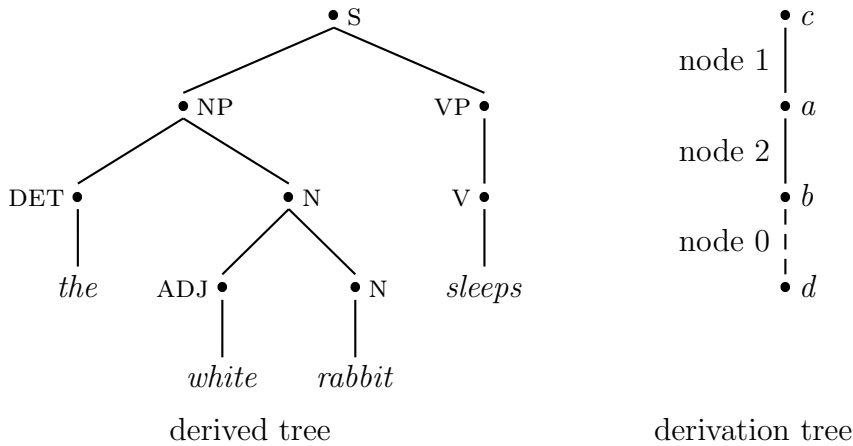 S c
node 1
NP VP a
node 2
DET N V b
node 0
the ADJ N sleeps d
white rabbit
derived tree derivation tree